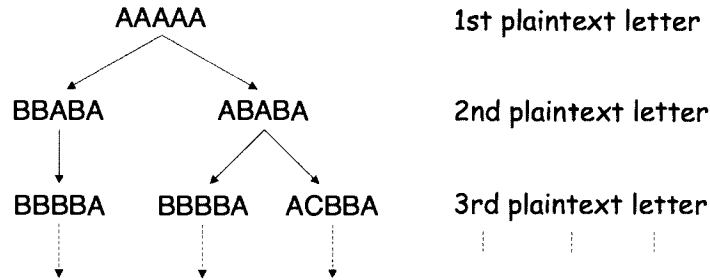 AAAAA 1st plaintext letter
BBABA ABABA 2nd plaintext letter
BBBBA BBBBA ACBBA 3rd plaintext letter